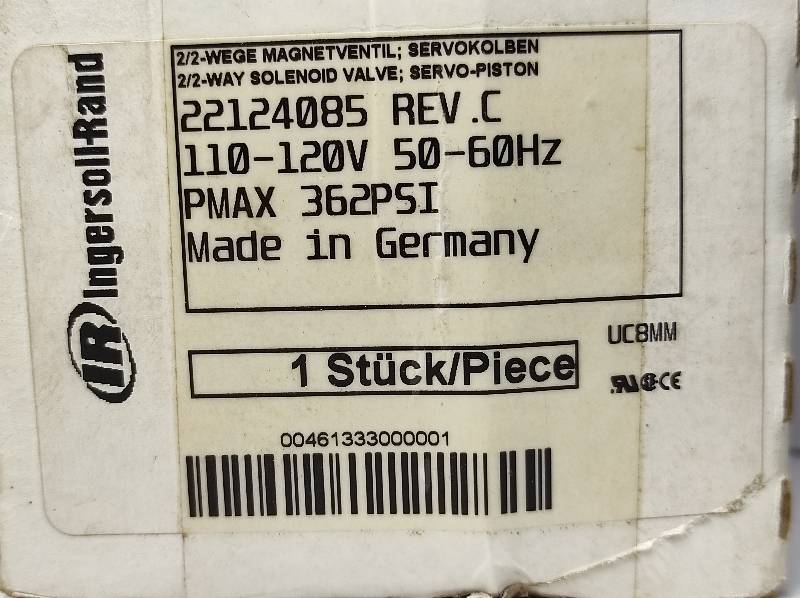 IR Ingersoll-Rand
2/2-WEGE MAGNETVENTIL; SERVOKOLBEN
2/2-WAY SOLENOID VALVE; SERVO-PISTON
22124085 REV.C
110-120V 50-60Hz
PMAX 362PSI
Made in Germany
UC8MM
1 Stück/Piece
CE
00461333000001